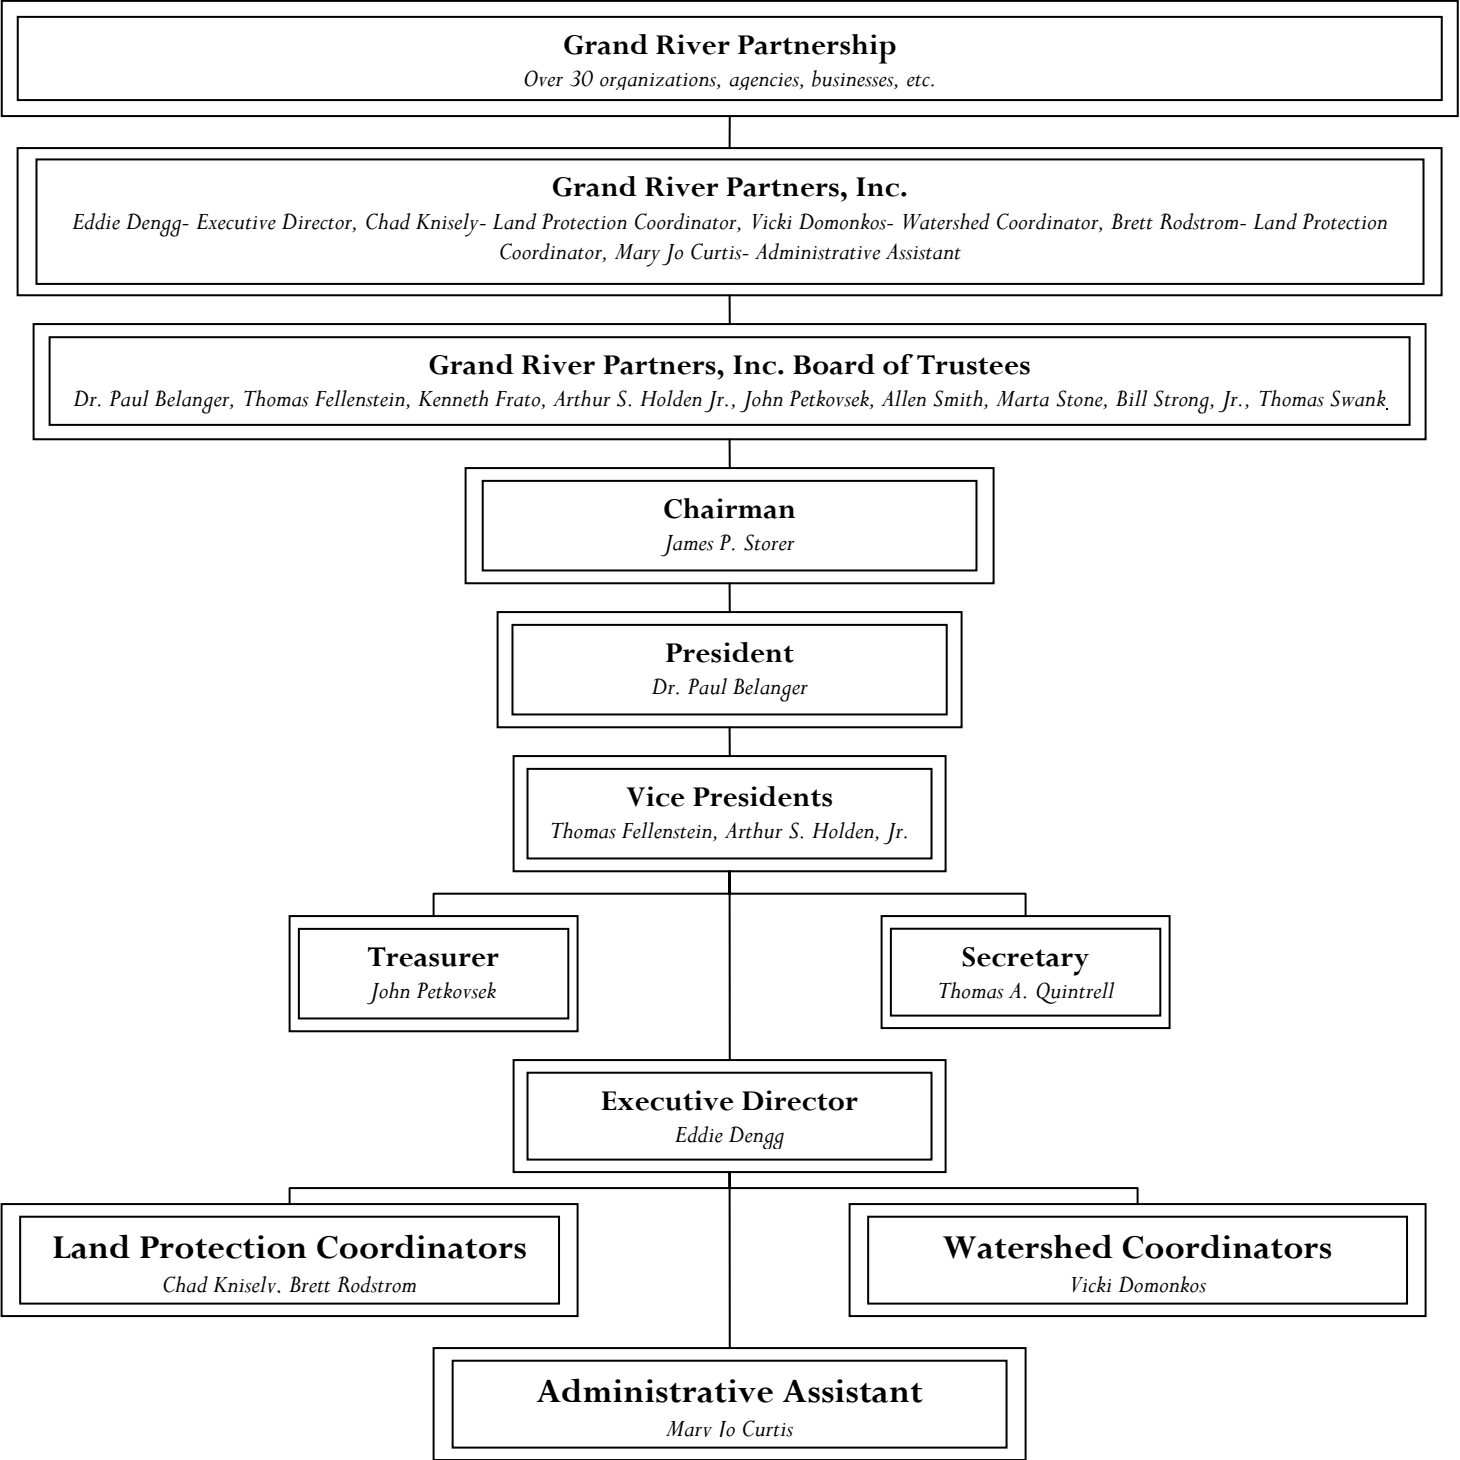 Grand River Partnership
Over 30 organizations, agencies, businesses, etc.
Grand River Partners, Inc.
Eddie Dengg- Executive Director, Chad Knisely- Land Protection Coordinator, Vicki Domonkos- Watershed Coordinator, Brett Rodstrom- Land Protection
Coordinator, Mary Jo Curtis- Administrative Assistant
Grand River Partners, Inc. Board of Trustees
Dr. Paul Belanger, Thomas Fellenstein, Kenneth Frato, Arthur S. Holden Jr., John Petkovsek, Allen Smith, Marta Stone, Bill Strong, Jr., Thomas Swank.
Chairman
James P. Storer
President
Dr. Paul Belanger
Vice Presidents
Thomas Fellenstein, Arthur S. Holden, Jr.
Treasurer
John Petkovsek
Secretary
Thomas A. Quintrell
Executive Director
Eddie Dengg
Land Protection Coordinators
Chad Knisely, Brett Rodstrom
Watershed Coordinators
Vicki Domonkos
Administrative Assistant
Mary Jo Curtis